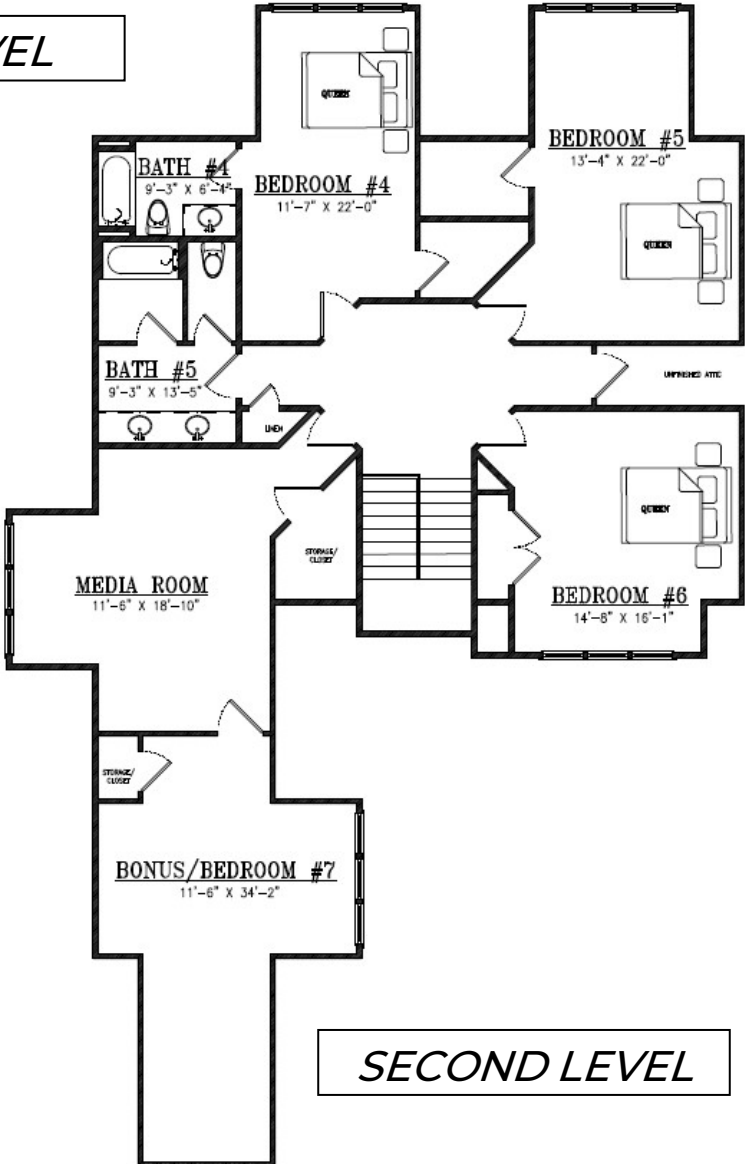 VEL
QUEEN
BATH #4
9'-3" X 6'-4"
BEDROOM #4
11'-7" X 22'-0"
BEDROOM #5
13'-4" X 22'-0"
QUEEN
BATH #5
9'-3" X 13'-5"
UNFINISHED ATTIC
LINEN
QUEEN
STORAGE/
CLOSET
MEDIA ROOM
11'-6" X 18'-10"
BEDROOM #6
14'-8" X 16'-1"
STORAGE/
CLOSET
BONUS/BEDROOM #7
11'-6" X 34'-2"
SECOND LEVEL